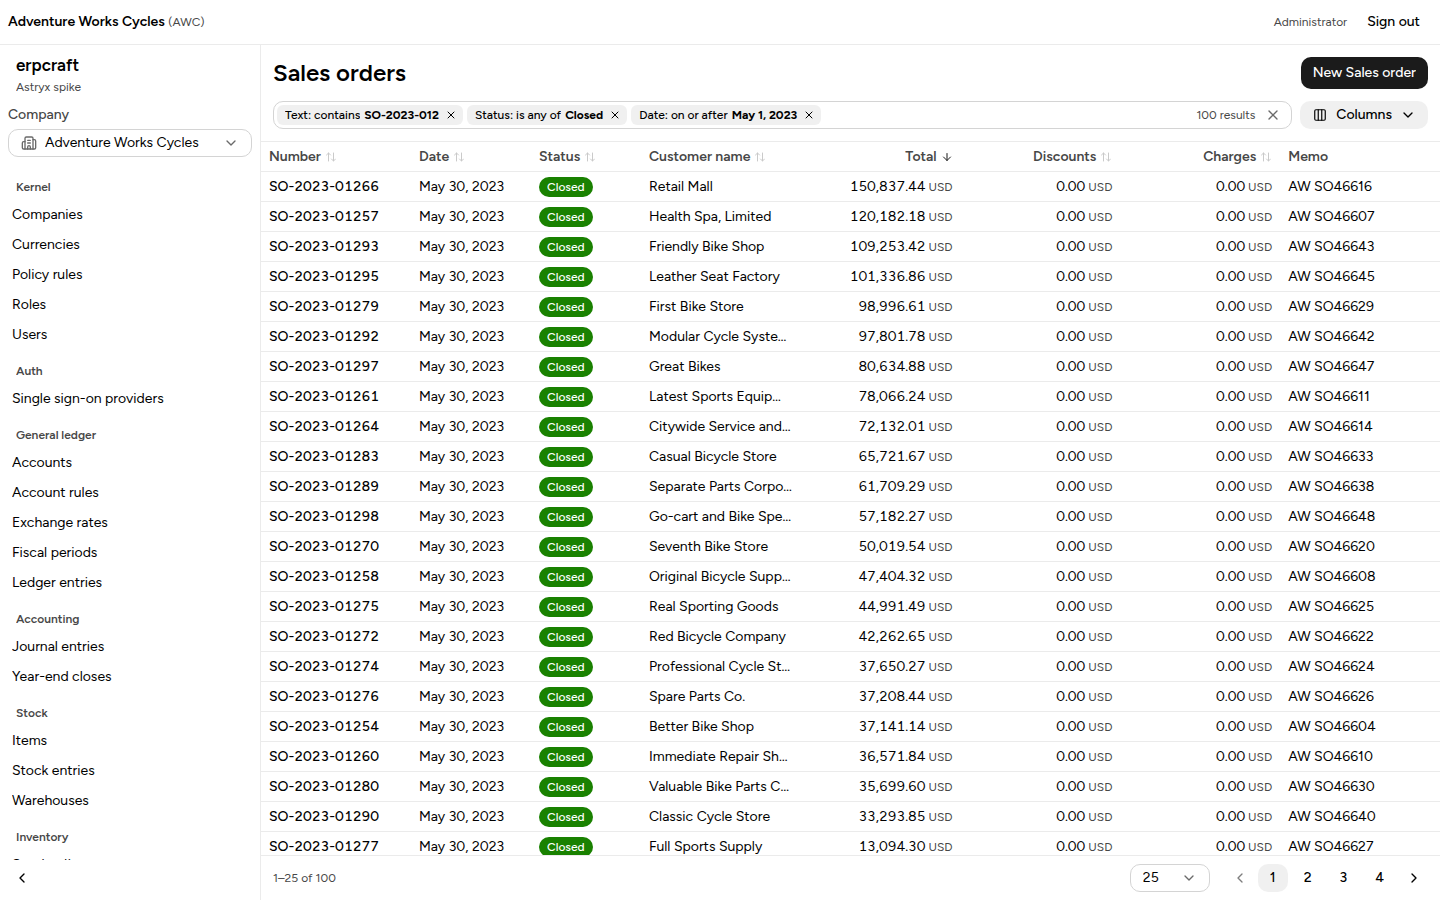 Adventure Works Cycles (AWC)
Administrator
Sign out
erpcraft
Astryx spike
Company
Adventure Works Cycles
Kernel
Companies
Currencies
Policy rules
Roles
Users
Auth
Single sign-on providers
General ledger
Accounts
Account rules
Exchange rates
Fiscal periods
Ledger entries
Accounting
Journal entries
Year-end closes
Stock
Items
Stock entries
Warehouses
Inventory
Sales orders
New Sales order
Text: contains SO-2023-012
Status: is any of Closed
Date: on or after May 1, 2023
100 results
Columns
Number Date Status Customer name Total Discounts Charges Memo
SO-2023-01266 May 30, 2023 Closed Retail Mall 150,837.44 USD 0.00 USD 0.00 USD AW SO46616
SO-2023-01257 May 30, 2023 Closed Health Spa, Limited 120,182.18 USD 0.00 USD 0.00 USD AW SO46607
SO-2023-01293 May 30, 2023 Closed Friendly Bike Shop 109,253.42 USD 0.00 USD 0.00 USD AW SO46643
SO-2023-01295 May 30, 2023 Closed Leather Seat Factory 101,336.86 USD 0.00 USD 0.00 USD AW SO46645
SO-2023-01279 May 30, 2023 Closed First Bike Store 98,996.61 USD 0.00 USD 0.00 USD AW SO46629
SO-2023-01292 May 30, 2023 Closed Modular Cycle Syste... 97,801.78 USD 0.00 USD 0.00 USD AW SO46642
SO-2023-01297 May 30, 2023 Closed Great Bikes 80,634.88 USD 0.00 USD 0.00 USD AW SO46647
SO-2023-01261 May 30, 2023 Closed Latest Sports Equip... 78,066.24 USD 0.00 USD 0.00 USD AW SO46611
SO-2023-01264 May 30, 2023 Closed Citywide Service and... 72,132.01 USD 0.00 USD 0.00 USD AW SO46614
SO-2023-01283 May 30, 2023 Closed Casual Bicycle Store 65,721.67 USD 0.00 USD 0.00 USD AW SO46633
SO-2023-01289 May 30, 2023 Closed Separate Parts Corpo... 61,709.29 USD 0.00 USD 0.00 USD AW SO46638
SO-2023-01298 May 30, 2023 Closed Go-cart and Bike Spe... 57,182.27 USD 0.00 USD 0.00 USD AW SO46648
SO-2023-01270 May 30, 2023 Closed Seventh Bike Store 50,019.54 USD 0.00 USD 0.00 USD AW SO46620
SO-2023-01258 May 30, 2023 Closed Original Bicycle Supp... 47,404.32 USD 0.00 USD 0.00 USD AW SO46608
SO-2023-01275 May 30, 2023 Closed Real Sporting Goods 44,991.49 USD 0.00 USD 0.00 USD AW SO46625
SO-2023-01272 May 30, 2023 Closed Red Bicycle Company 42,262.65 USD 0.00 USD 0.00 USD AW SO46622
SO-2023-01274 May 30, 2023 Closed Professional Cycle St... 37,650.27 USD 0.00 USD 0.00 USD AW SO46624
SO-2023-01276 May 30, 2023 Closed Spare Parts Co. 37,208.44 USD 0.00 USD 0.00 USD AW SO46626
SO-2023-01254 May 30, 2023 Closed Better Bike Shop 37,141.14 USD 0.00 USD 0.00 USD AW SO46604
SO-2023-01260 May 30, 2023 Closed Immediate Repair Sh... 36,571.84 USD 0.00 USD 0.00 USD AW SO46610
SO-2023-01280 May 30, 2023 Closed Valuable Bike Parts C... 35,699.60 USD 0.00 USD 0.00 USD AW SO46630
SO-2023-01290 May 30, 2023 Closed Classic Cycle Store 33,293.85 USD 0.00 USD 0.00 USD AW SO46640
SO-2023-01277 May 30, 2023 Closed Full Sports Supply 13,094.30 USD 0.00 USD 0.00 USD AW SO46627
1–25 of 100
25
1 2 3 4